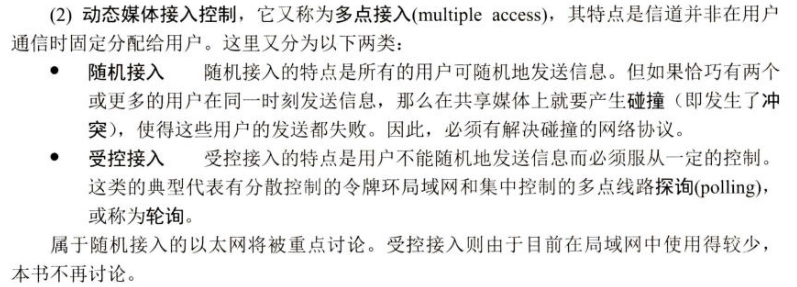 (2) 动态媒体接入控制，它又称为多点接入(multiple access)，其特点是信道并非在用户
通信时固定分配给用户。这里又分为以下两类：
● 随机接入 随机接入的特点是所有的用户可随机地发送信息。但如果恰巧有两个
或更多的用户在同一时刻发送信息，那么在共享媒体上就要产生碰撞（即发生了冲
突），使得这些用户的发送都失败。因此，必须有解决碰撞的网络协议。
● 受控接入 受控接入的特点是用户不能随机地发送信息而必须服从一定的控制。
这类的典型代表有分散控制的令牌环局域网和集中控制的多点线路探询(polling)，
或称为轮询。
属于随机接入的以太网将被重点讨论。受控接入则由于目前在局域网中使用得较少，
本书不再讨论。